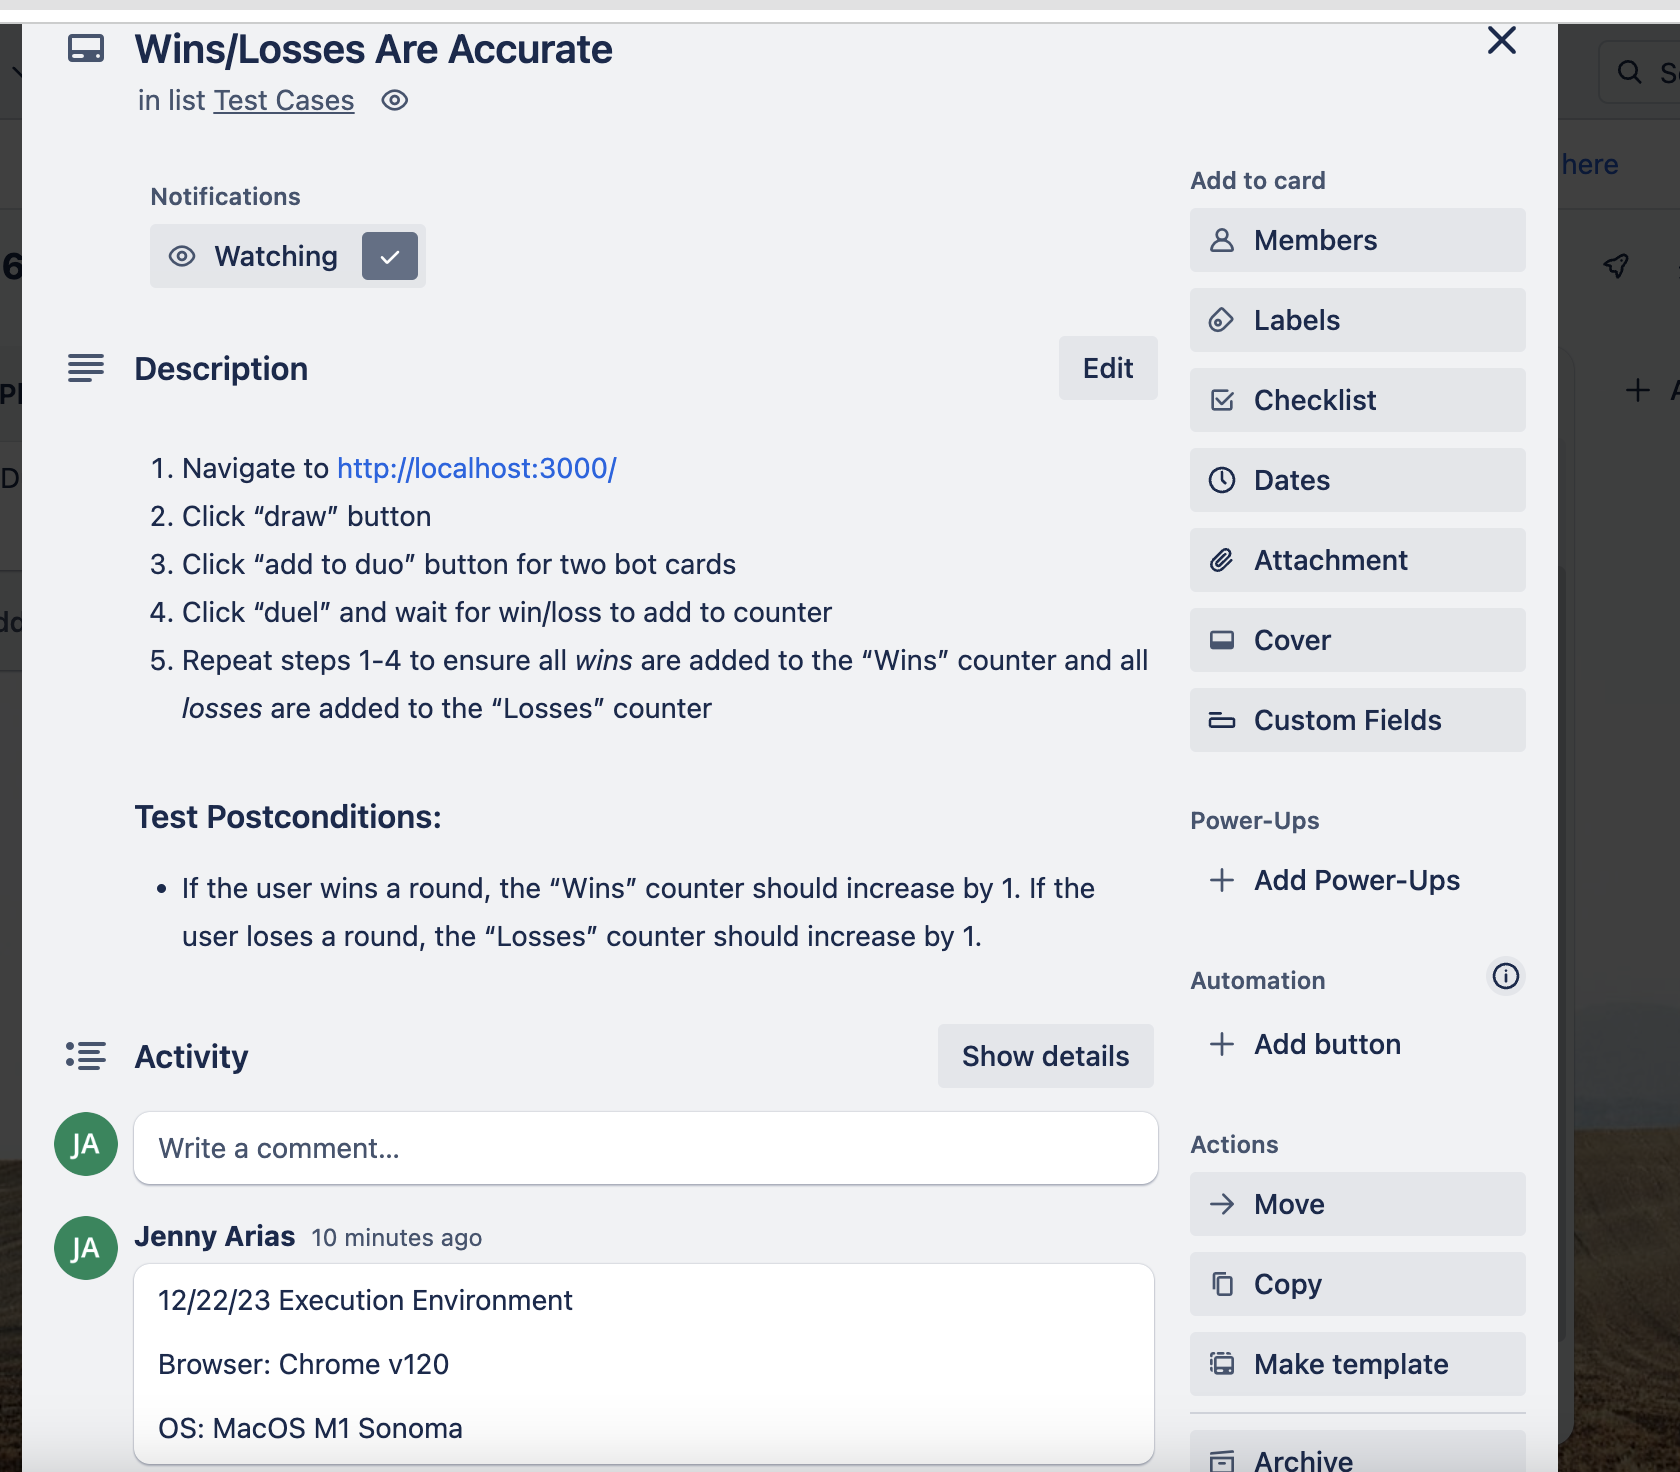 Wins/Losses Are Accurate
in list Test Cases
Notifications
Watching
Description
Edit
1. Navigate to http://localhost:3000/
2. Click “draw” button
3. Click “add to duo” button for two bot cards
4. Click “duel” and wait for win/loss to add to counter
5. Repeat steps 1-4 to ensure all wins are added to the “Wins” counter and all
losses are added to the “Losses” counter
Test Postconditions:
• If the user wins a round, the “Wins” counter should increase by 1. If the
user loses a round, the “Losses” counter should increase by 1.
Activity
Show details
JA
Write a comment...
JA
Jenny Arias 10 minutes ago
12/22/23 Execution Environment
Browser: Chrome v120
OS: MacOS M1 Sonoma
Add to card
Members
Labels
Checklist
Dates
Attachment
Cover
Custom Fields
Power-Ups
+ Add Power-Ups
Automation
+ Add button
Actions
Move
Copy
Make template
Archive
here